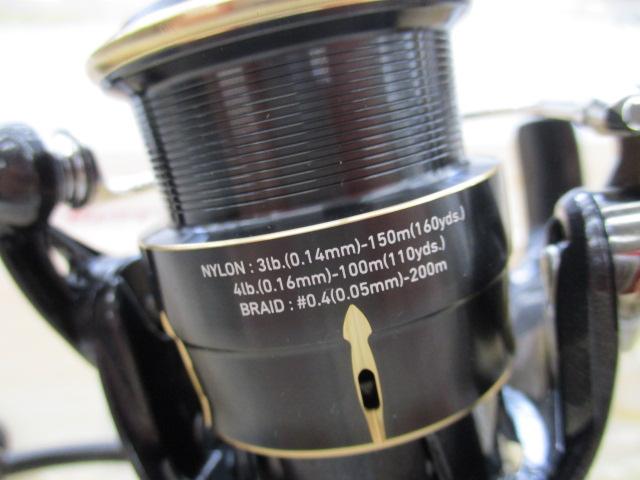 NYLON : 3lb.(0.14mm)-150m(160yds.)
4lb.(0.16mm)-100m(110yds.)
BRAID : #0.4(0.05mm)-200m